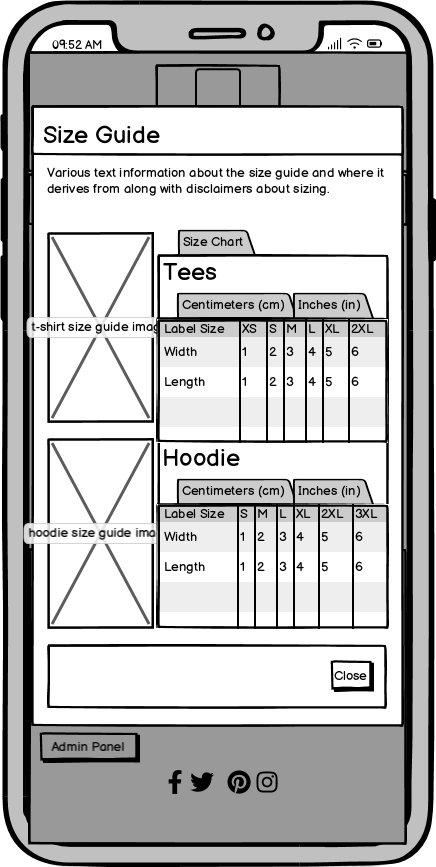 09:52 AM
Size Guide
Various text information about the size guide and where it
derives from along with disclaimers about sizing.
t-shirt size guide imag
Size Chart
Tees
Centimeters (cm) Inches (in)
Label Size XS S M L XL 2XL
Width 1 2 3 4 5 6
Length 1 2 3 4 5 6
hoodie size guide ima
Hoodie
Centimeters (cm) Inches (in)
Label Size S M L XL 2XL 3XL
Width 1 2 3 4 5 6
Length 1 2 3 4 5 6
Close
Admin Panel